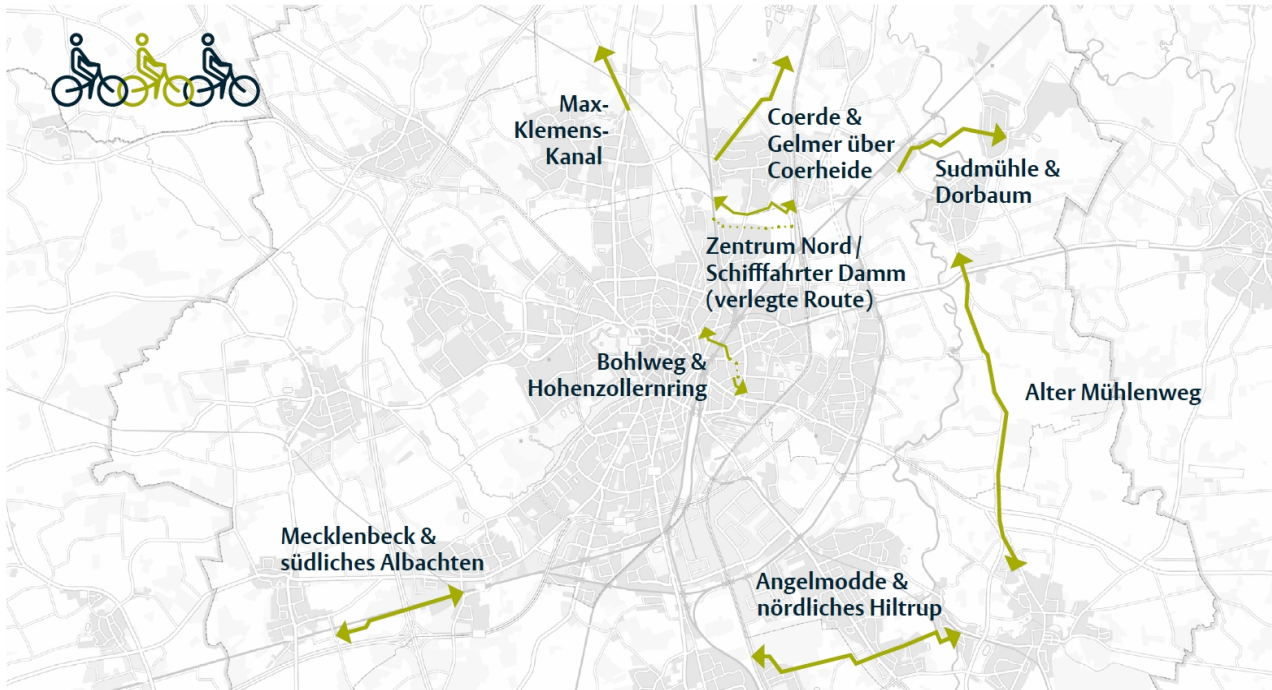 Max-
Klemens-
Kanal
Coerde &
Gelmer über
Coerheide
Sudmühle &
Dorbaum
Zentrum Nord /
Schifffahrter Damm
(verlegte Route)
Bohlweg &
Hohenzollernring
Alter Mühlenweg
Mecklenbeck &
südliches Albachten
Angelmodde &
nördliches Hiltrup